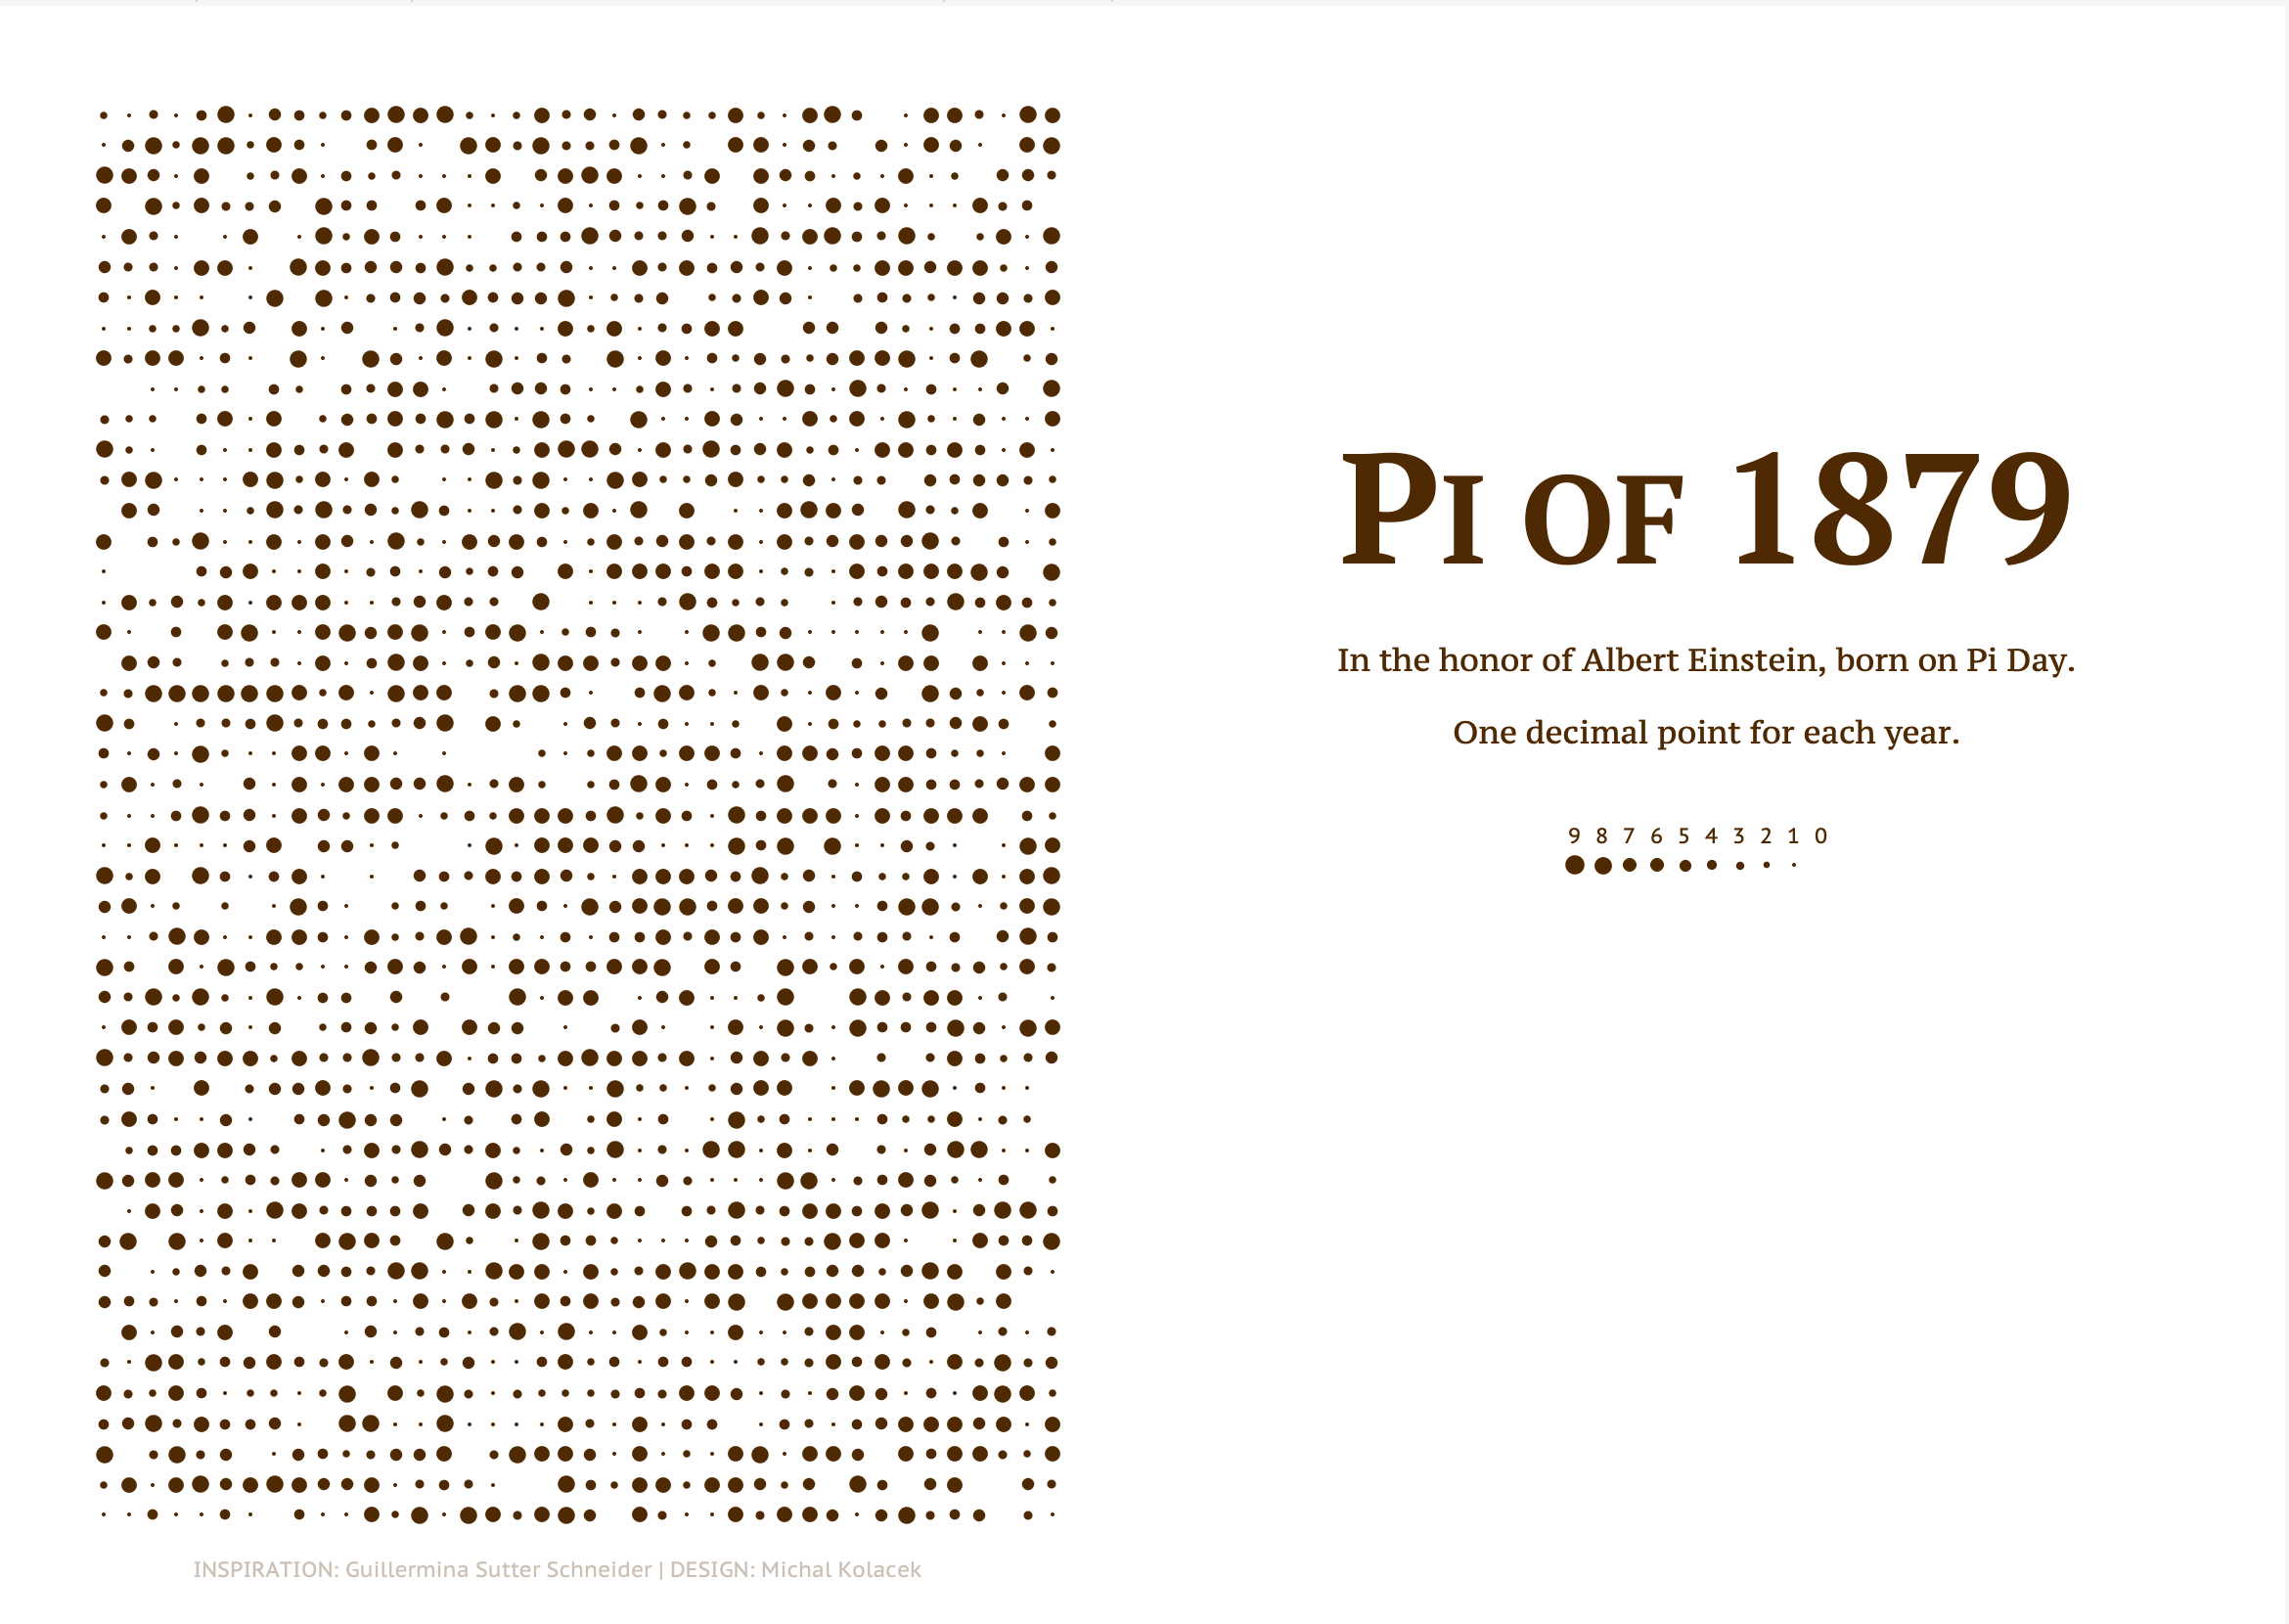 Pi of 1879
In the honor of Albert Einstein, born on Pi Day.
One decimal point for each year.
9 8 7 6 5 4 3 2 1 0
INSPIRATION: Guillermina Sutter Schneider | DESIGN: Michal Kolacek